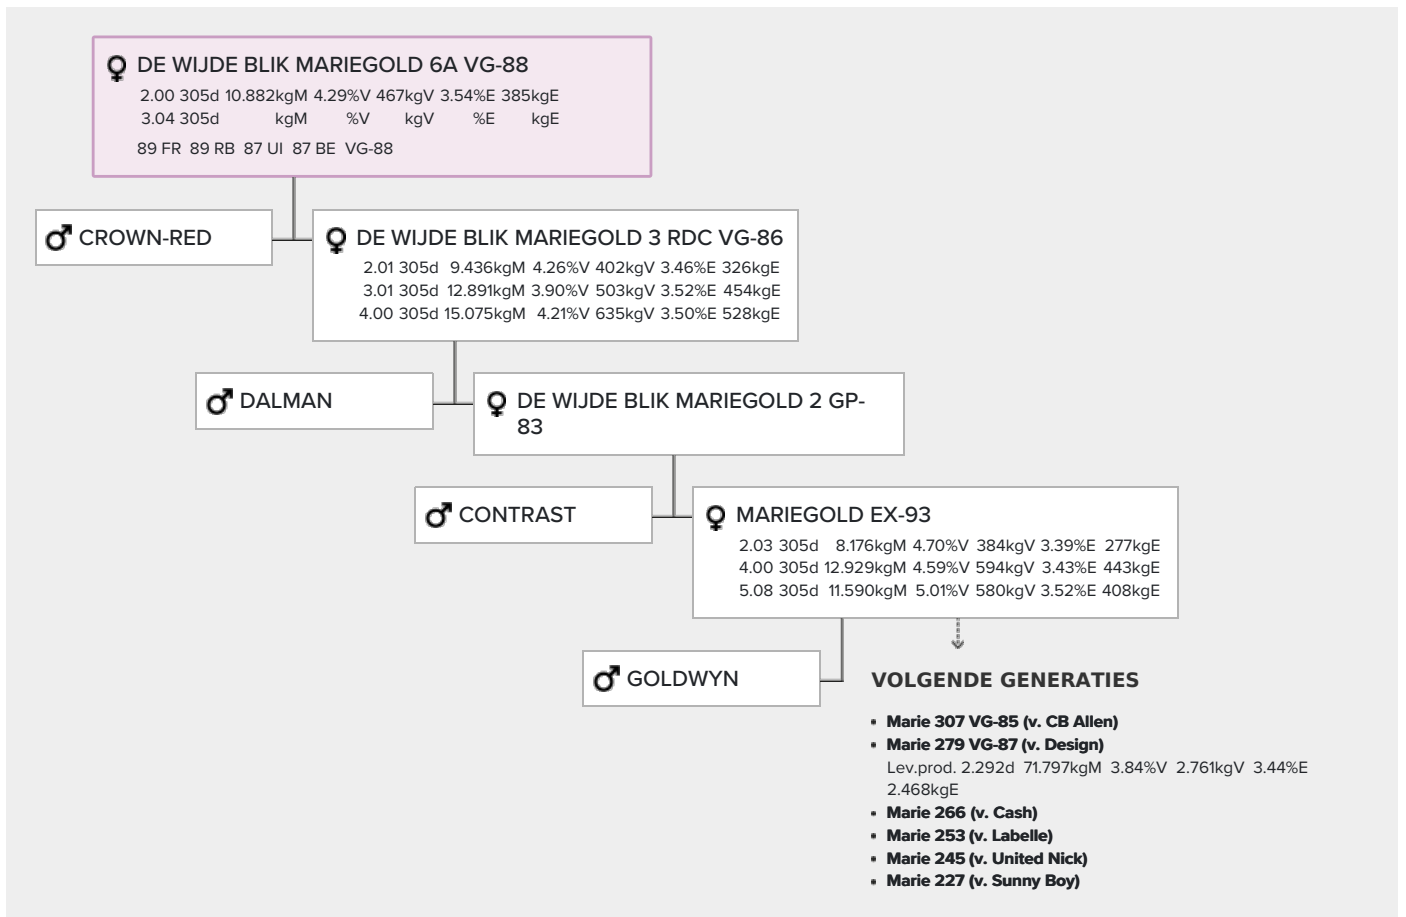 DE WIJDE BLIK MARIEGOLD 6A VG-88
2.00 305d 10.882kgM 4.29%V 467kgV 3.54%E 385kgE
3.04 305d kgM %V kgV %E kgE
89 FR 89 RB 87 UI 87 BE VG-88
CROWN-RED
DE WIJDE BLIK MARIEGOLD 3 RDC VG-86
2.01 305d 9.436kgM 4.26%V 402kgV 3.46%E 326kgE
3.01 305d 12.891kgM 3.90%V 503kgV 3.52%E 454kgE
4.00 305d 15.075kgM 4.21%V 635kgV 3.50%E 528kgE
DALMAN
DE WIJDE BLIK MARIEGOLD 2 GP-
83
CONTRAST
MARIEGOLD EX-93
2.03 305d 8.176kgM 4.70%V 384kgV 3.39%E 277kgE
4.00 305d 12.929kgM 4.59%V 594kgV 3.43%E 443kgE
5.08 305d 11.590kgM 5.01%V 580kgV 3.52%E 408kgE
GOLDWYN
VOLGENDE GENERATIES
• Marie 307 VG-85 (v. CB Allen)
• Marie 279 VG-87 (v. Design)
Lev.prod. 2.292d 71.797kgM 3.84%V 2.761kgV 3.44%E
2.468kgE
• Marie 266 (v. Cash)
• Marie 253 (v. Labelle)
• Marie 245 (v. United Nick)
• Marie 227 (v. Sunny Boy)